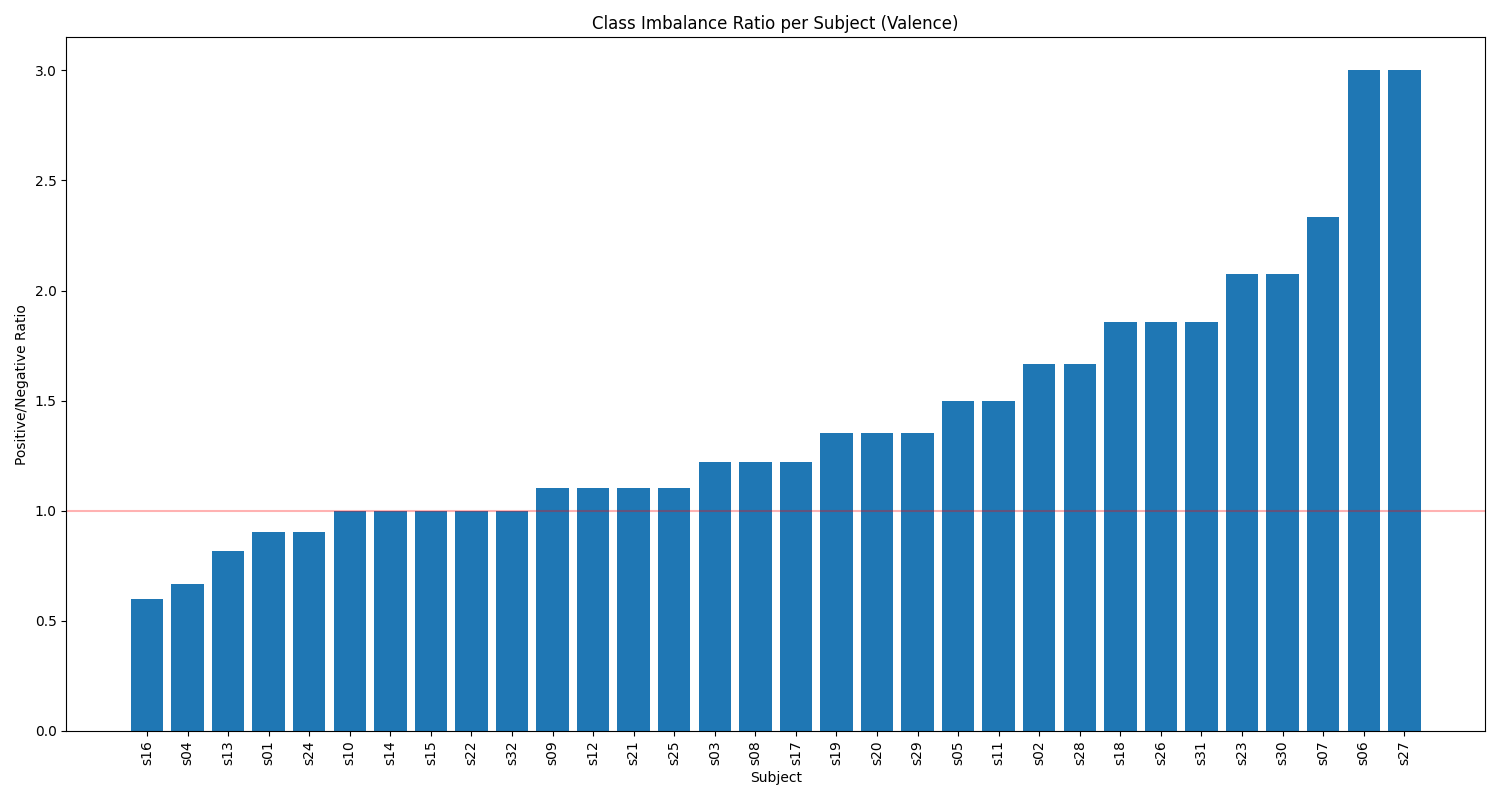 Class Imbalance Ratio per Subject (Valence)
Positive/Negative Ratio
3.0
2.5
2.0
1.5
1.0
0.5
0.0
s16 s04 s13 s01 s24 s10 s14 s15 s22 s32 s09 s12 s21 s25 s03 s08 s17 s19 s20 s29 s05 s11 s02 s28 s18 s26 s31 s23 s30 s07 s06 s27
Subject